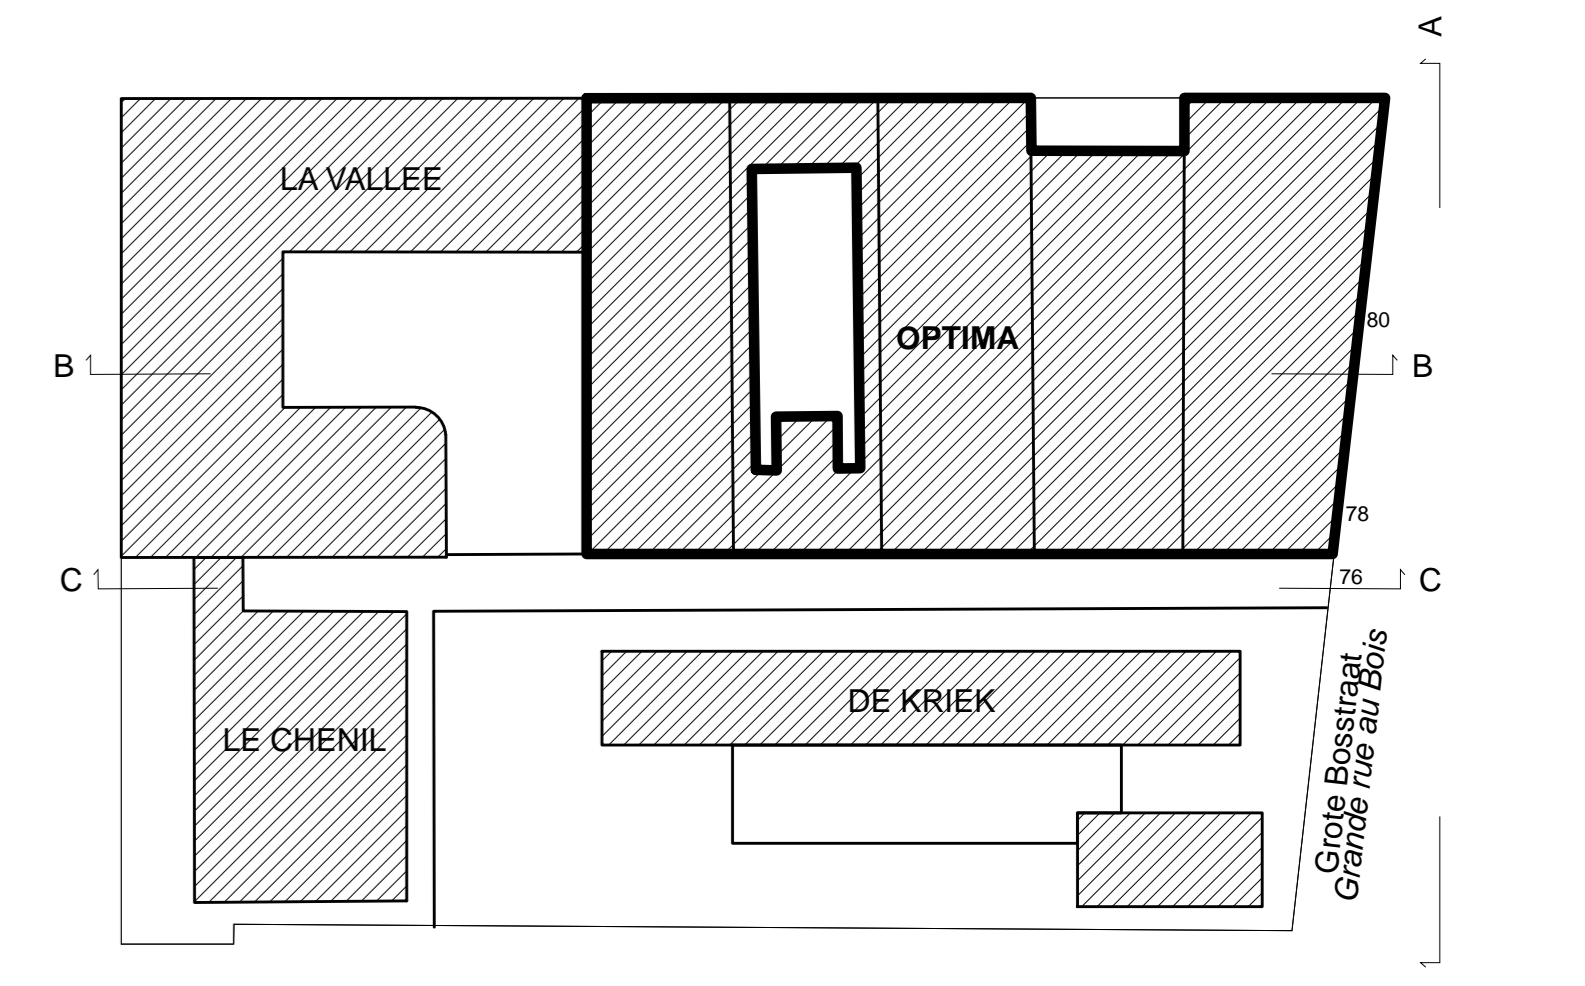 A
LA VALLEE
80
OPTIMA
B
B
78
C
76
C
DE KRIEK
LE CHENIL
Grote Bosstraat
Grande rue au Bois